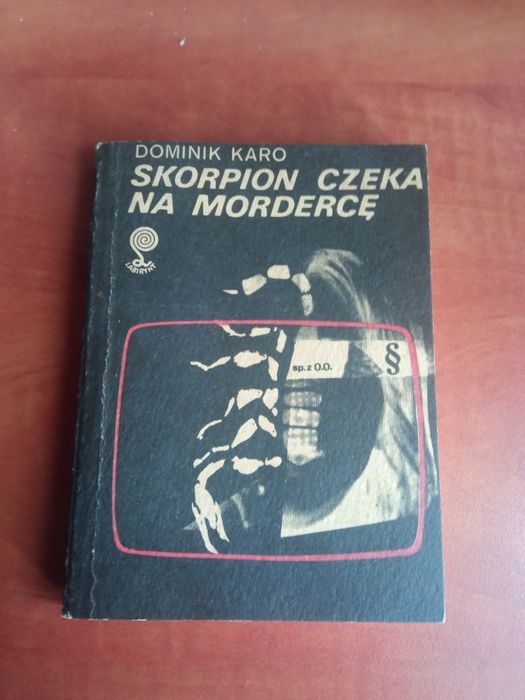 DOMINIK KARO
SKORPION CZEKA
NA MORDERCĘ
LABIRYNT
sp. z o.o.
§